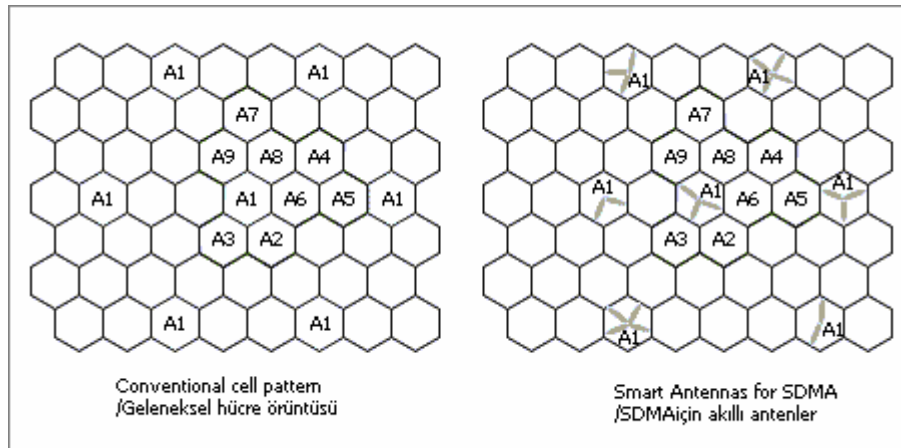 A1 A1
A7
A9 A8 A4
A1 A1 A6 A5 A1
A3 A2
A1 A1
Conventional cell pattern
/Geleneksel hücre örüntüsü
A1 A1
A7
A9 A8 A4
A1 A1 A6 A5 A1
A3 A2
A1 A1
Smart Antennas for SDMA
/SDMAiçin akıllı antenler